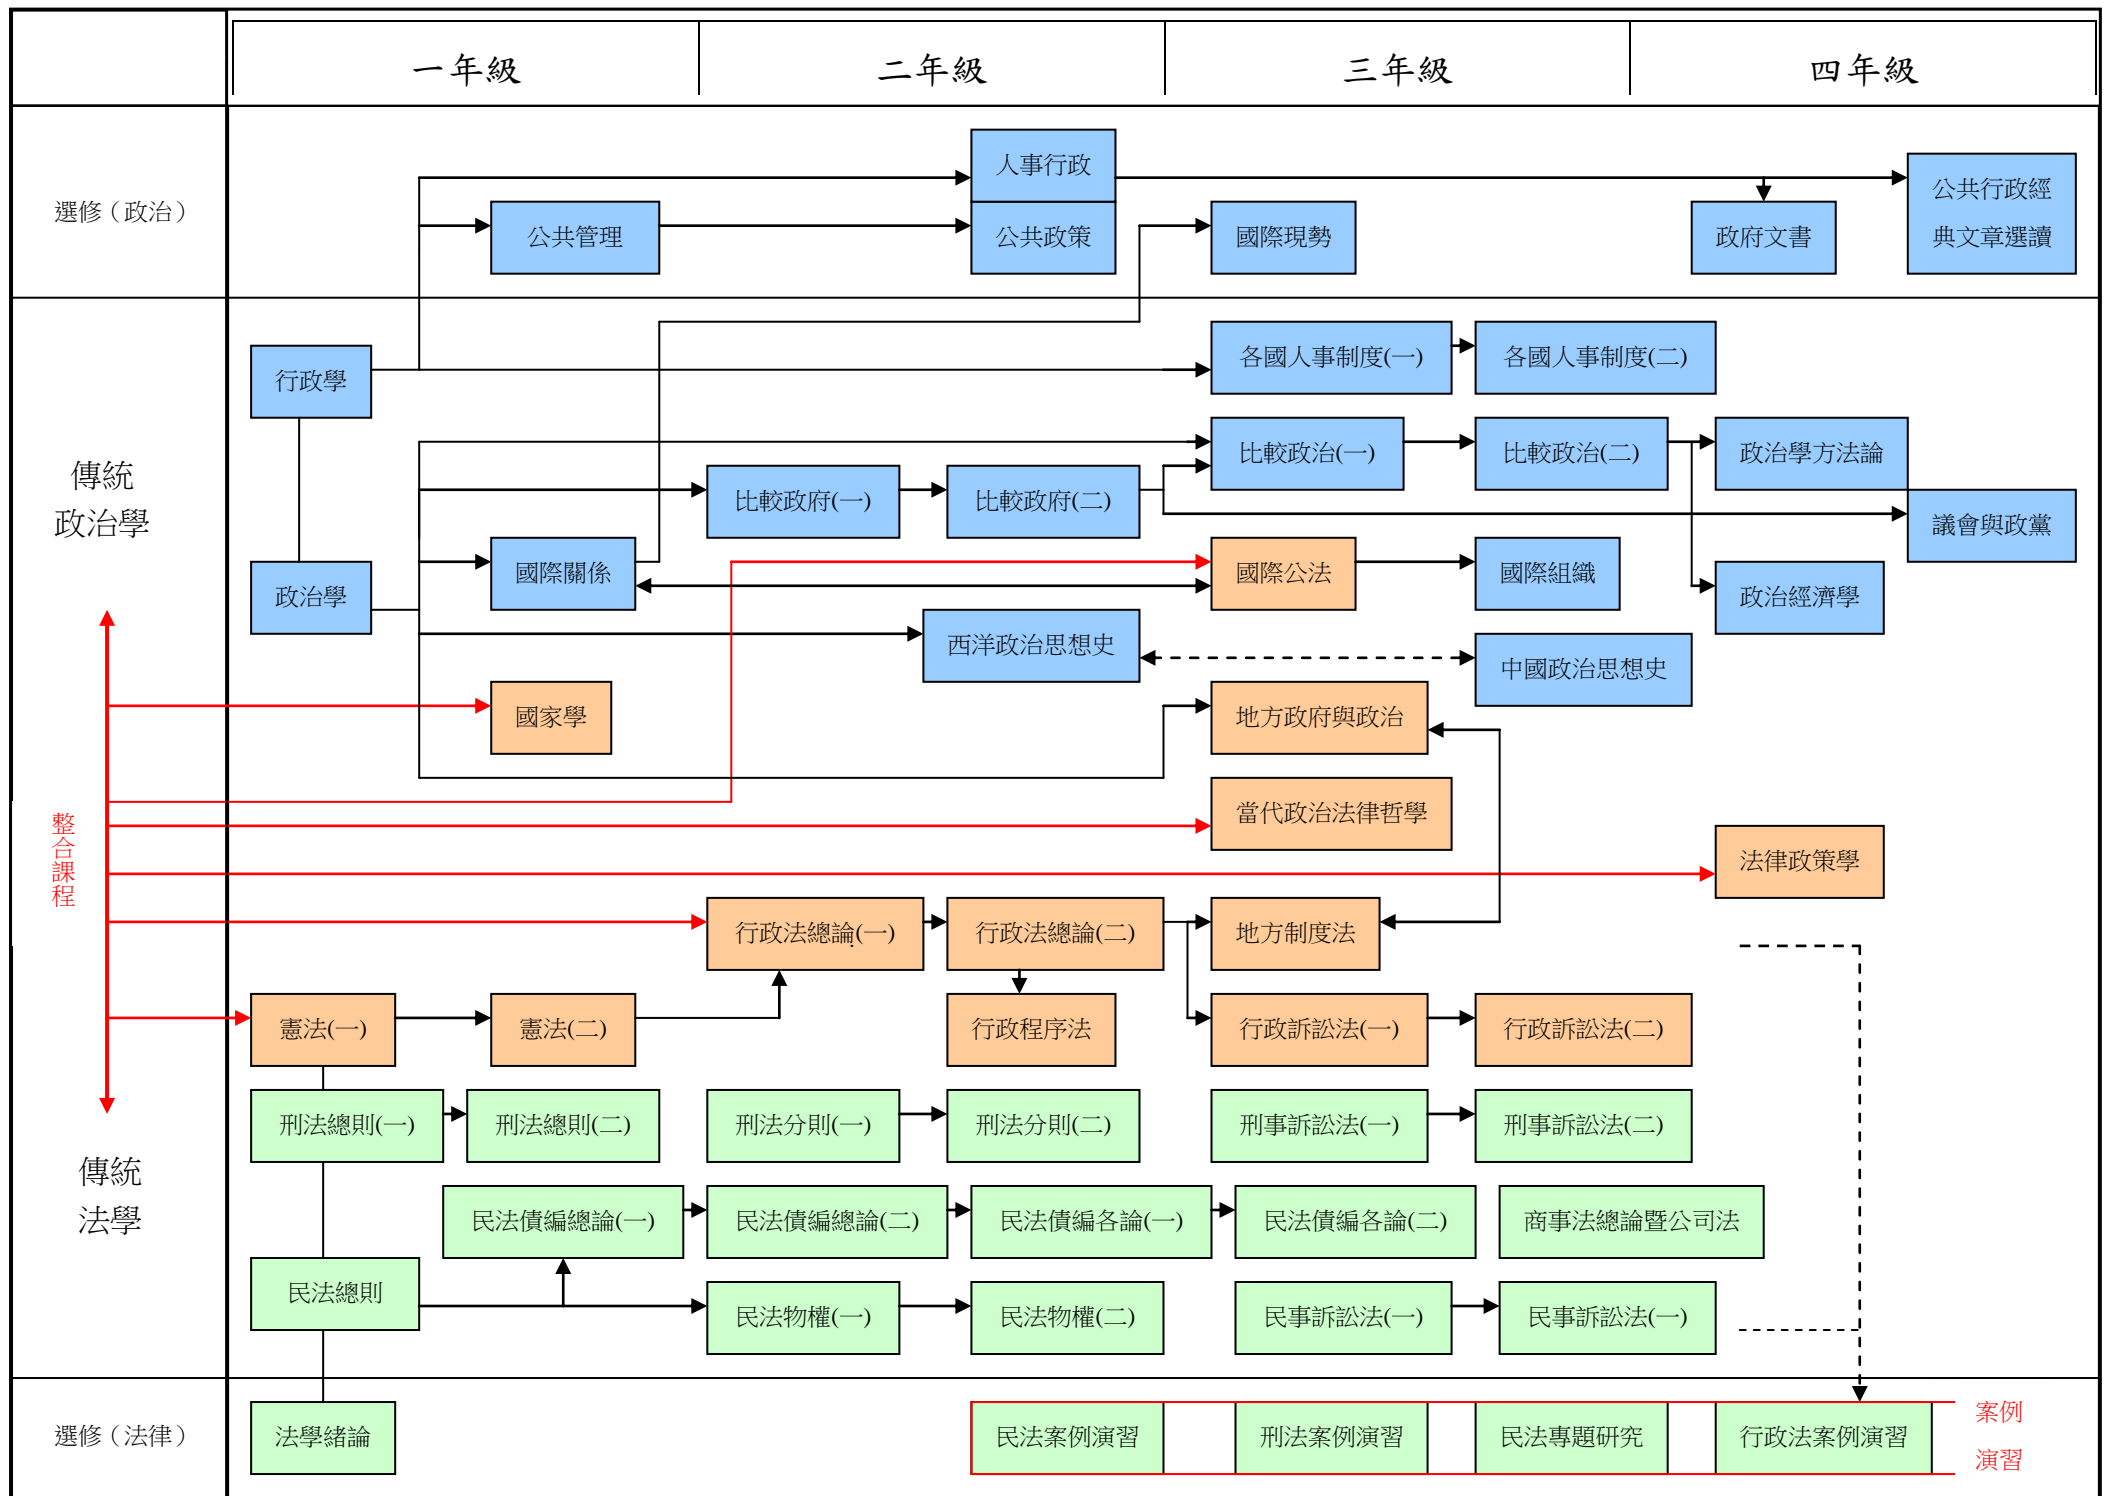 一年級
二年級
三年級
四年級
選修（政治）
人事行政
公共管理
公共政策
國際現勢
政府文書
公共行政經
典文章選讀
傳統
政治學
行政學
各國人事制度(一)
各國人事制度(二)
比較政治(一)
比較政治(二)
政治學方法論
比較政府(一)
比較政府(二)
議會與政黨
政治學
國際關係
國際公法
國際組織
政治經濟學
西洋政治思想史
中國政治思想史
國家學
地方政府與政治
當代政治法律哲學
整合課程
法律政策學
行政法總論(一)
行政法總論(二)
地方制度法
憲法(一)
憲法(二)
行政程序法
行政訴訟法(一)
行政訴訟法(二)
傳統
法學
刑法總則(一)
刑法總則(二)
刑法分則(一)
刑法分則(二)
刑事訴訟法(一)
刑事訴訟法(二)
民法債編總論(一)
民法債編總論(二)
民法債編各論(一)
民法債編各論(二)
商事法總論暨公司法
民法總則
民法物權(一)
民法物權(二)
民事訴訟法(一)
民事訴訟法(一)
選修（法律）
法學緒論
民法案例演習
刑法案例演習
民法專題研究
行政法案例演習
案例
演習